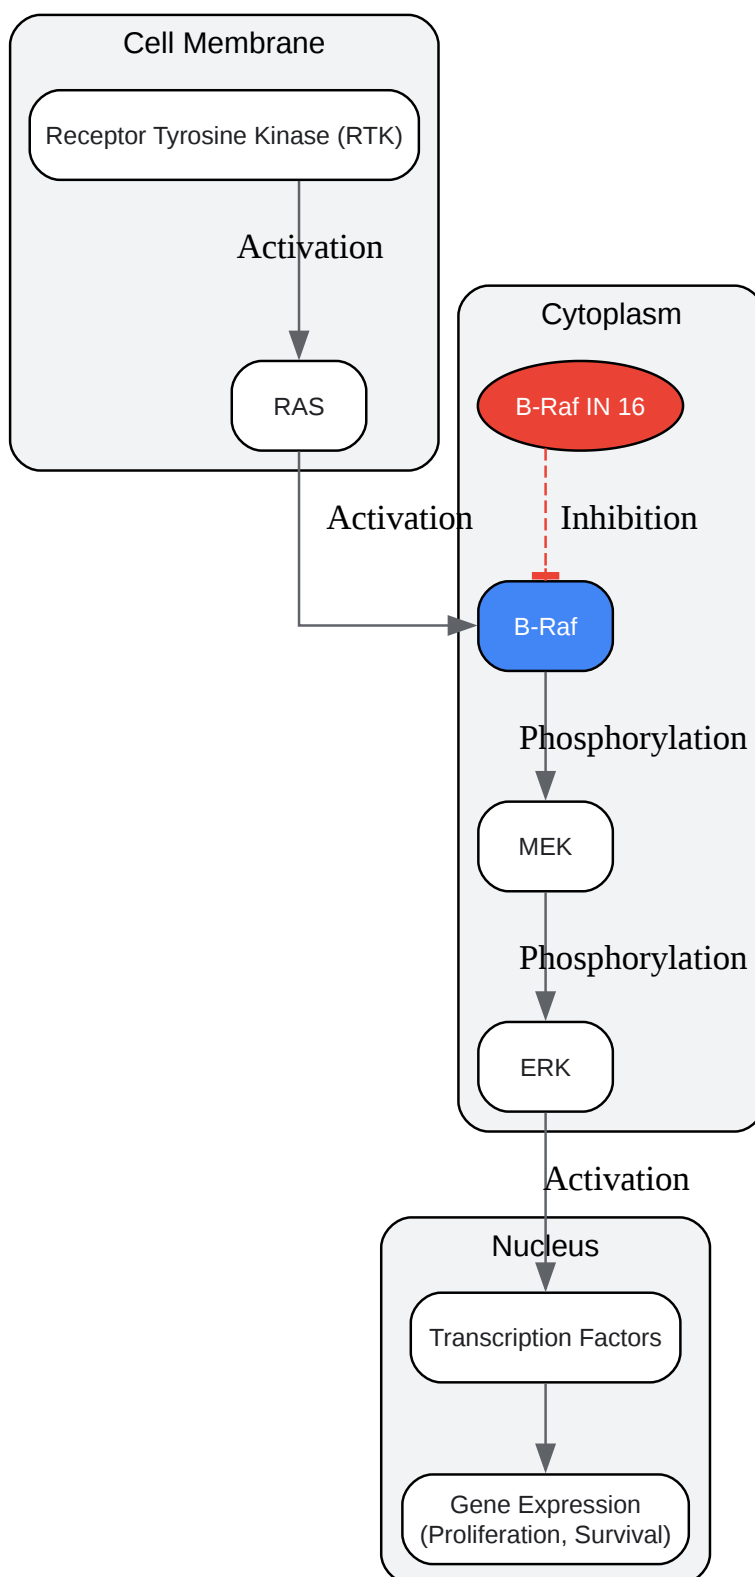 Cell Membrane
Receptor Tyrosine Kinase (RTK)
Activation
RAS
Cytoplasm
B-Raf IN 16
Activation
Inhibition
B-Raf
Phosphorylation
MEK
Phosphorylation
ERK
Activation
Nucleus
Transcription Factors
Gene Expression
(Proliferation, Survival)